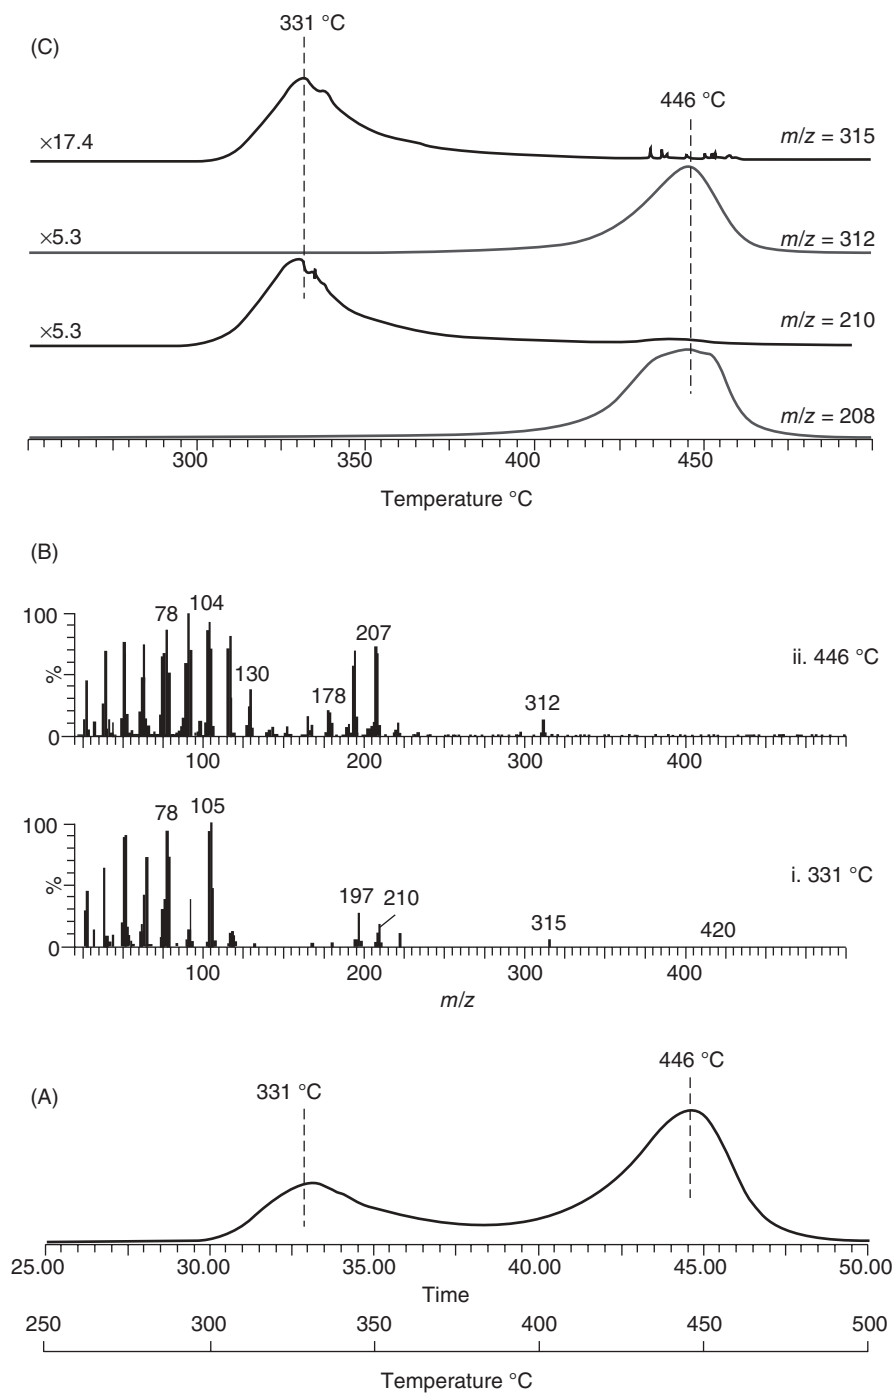 331 °C
(C)
446 °C
×17.4
m/z = 315
×5.3
m/z = 312
×5.3
m/z = 210
m/z = 208
300 350 400 450
Temperature °C
(B)
100
78 104
207
%
130
178
312
ii. 446 °C
0
100 200 300 400
100
78 105
%
197 210
315
420
i. 331 °C
0
100 200 300 400
m/z
(A)
331 °C
446 °C
25.00 30.00 35.00 40.00 45.00 50.00
Time
250 300 350 400 450 500
Temperature °C